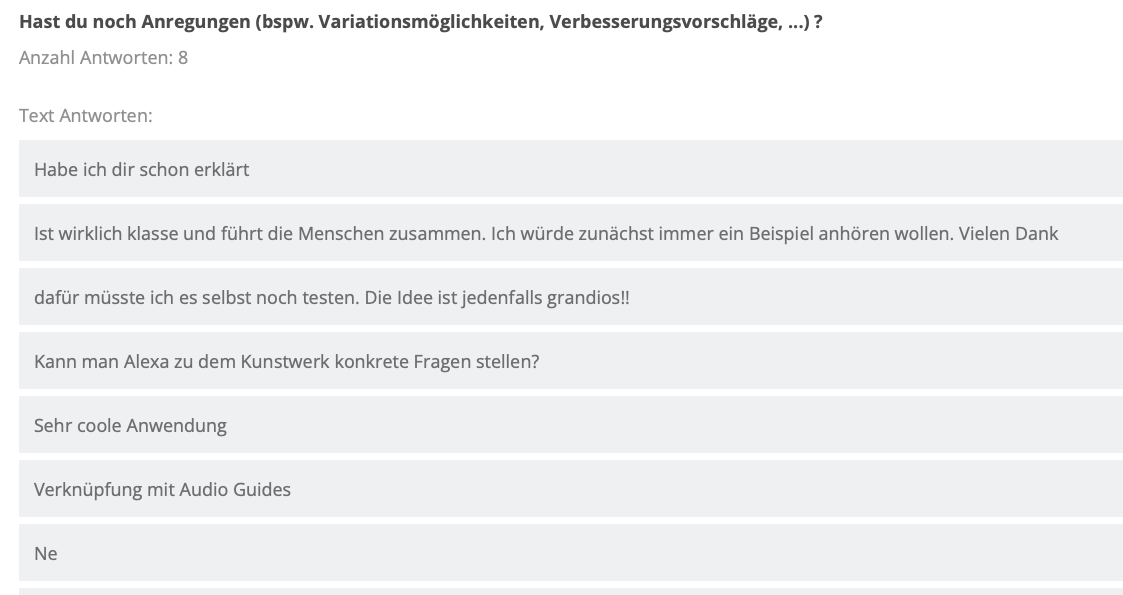 Hast du noch Anregungen (bspw. Variationsmöglichkeiten, Verbesserungsvorschläge, ...) ?
Anzahl Antworten: 8
Text Antworten:
Habe ich dir schon erklärt
Ist wirklich klasse und führt die Menschen zusammen. Ich würde zunächst immer ein Beispiel anhören wollen. Vielen Dank
dafür müsste ich es selbst noch testen. Die Idee ist jedenfalls grandios!!
Kann man Alexa zu dem Kunstwerk konkrete Fragen stellen?
Sehr coole Anwendung
Verknüpfung mit Audio Guides
Ne